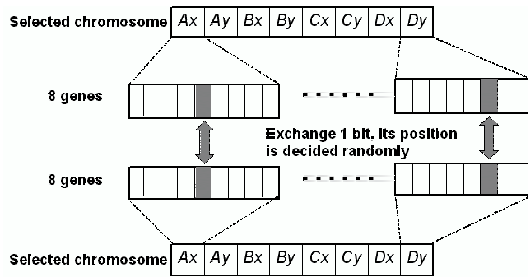 Selected chromosome Ax Ay Bx By Cx Cy Dx Dy
8 genes
Exchange 1 bit. Its position
is decided randomly
8 genes
Selected chromosome Ax Ay Bx By Cx Cy Dx Dy